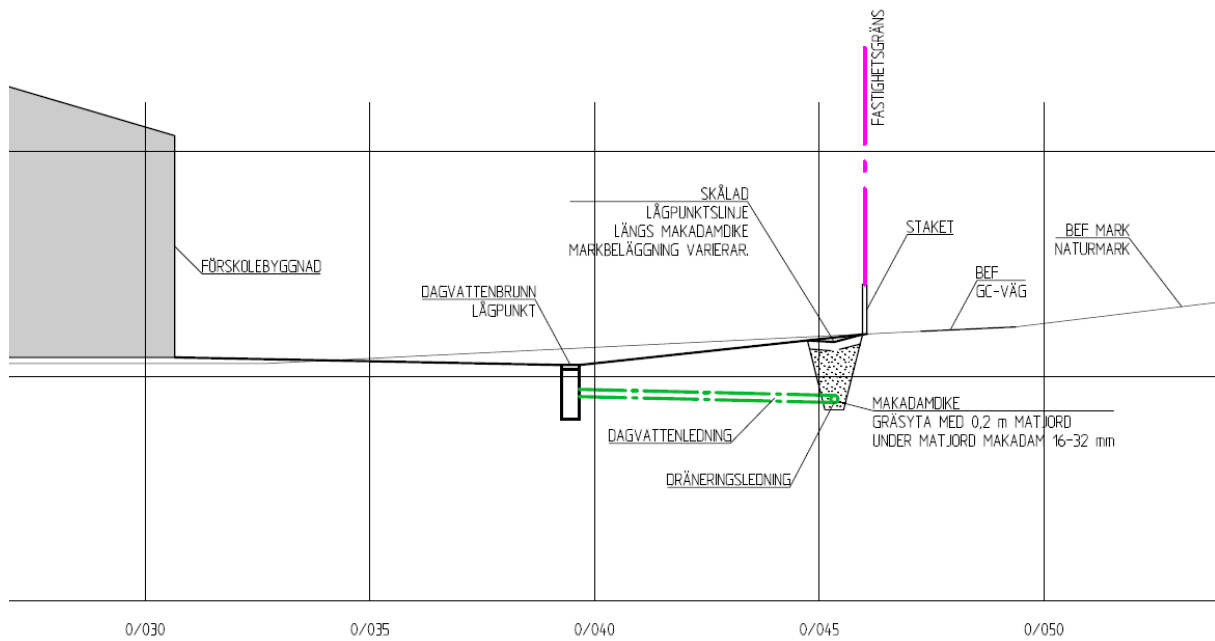 FASTIGHETSGRÄNS
SKÅLAD
LÅGPUNKTSLINJE
LÄNGS MAKADAMDIKE
MARKBELÄGGNING VARIERAR.
STAKET
BEF MARK
NATURMARK
FÖRSKOLEBYGGNAD
BEF
GC-VÄG
DAGVATTENBRUNN
LÅGPUNKT
MAKADAMDIKE
GRÄSYTA MED 0,2 m MATJORD
UNDER MATJORD MAKADAM 16-32 mm
DAGVATTENLEDNING
DRÄNERINGSLEDNING
0/030
0/035
0/040
0/045
0/050